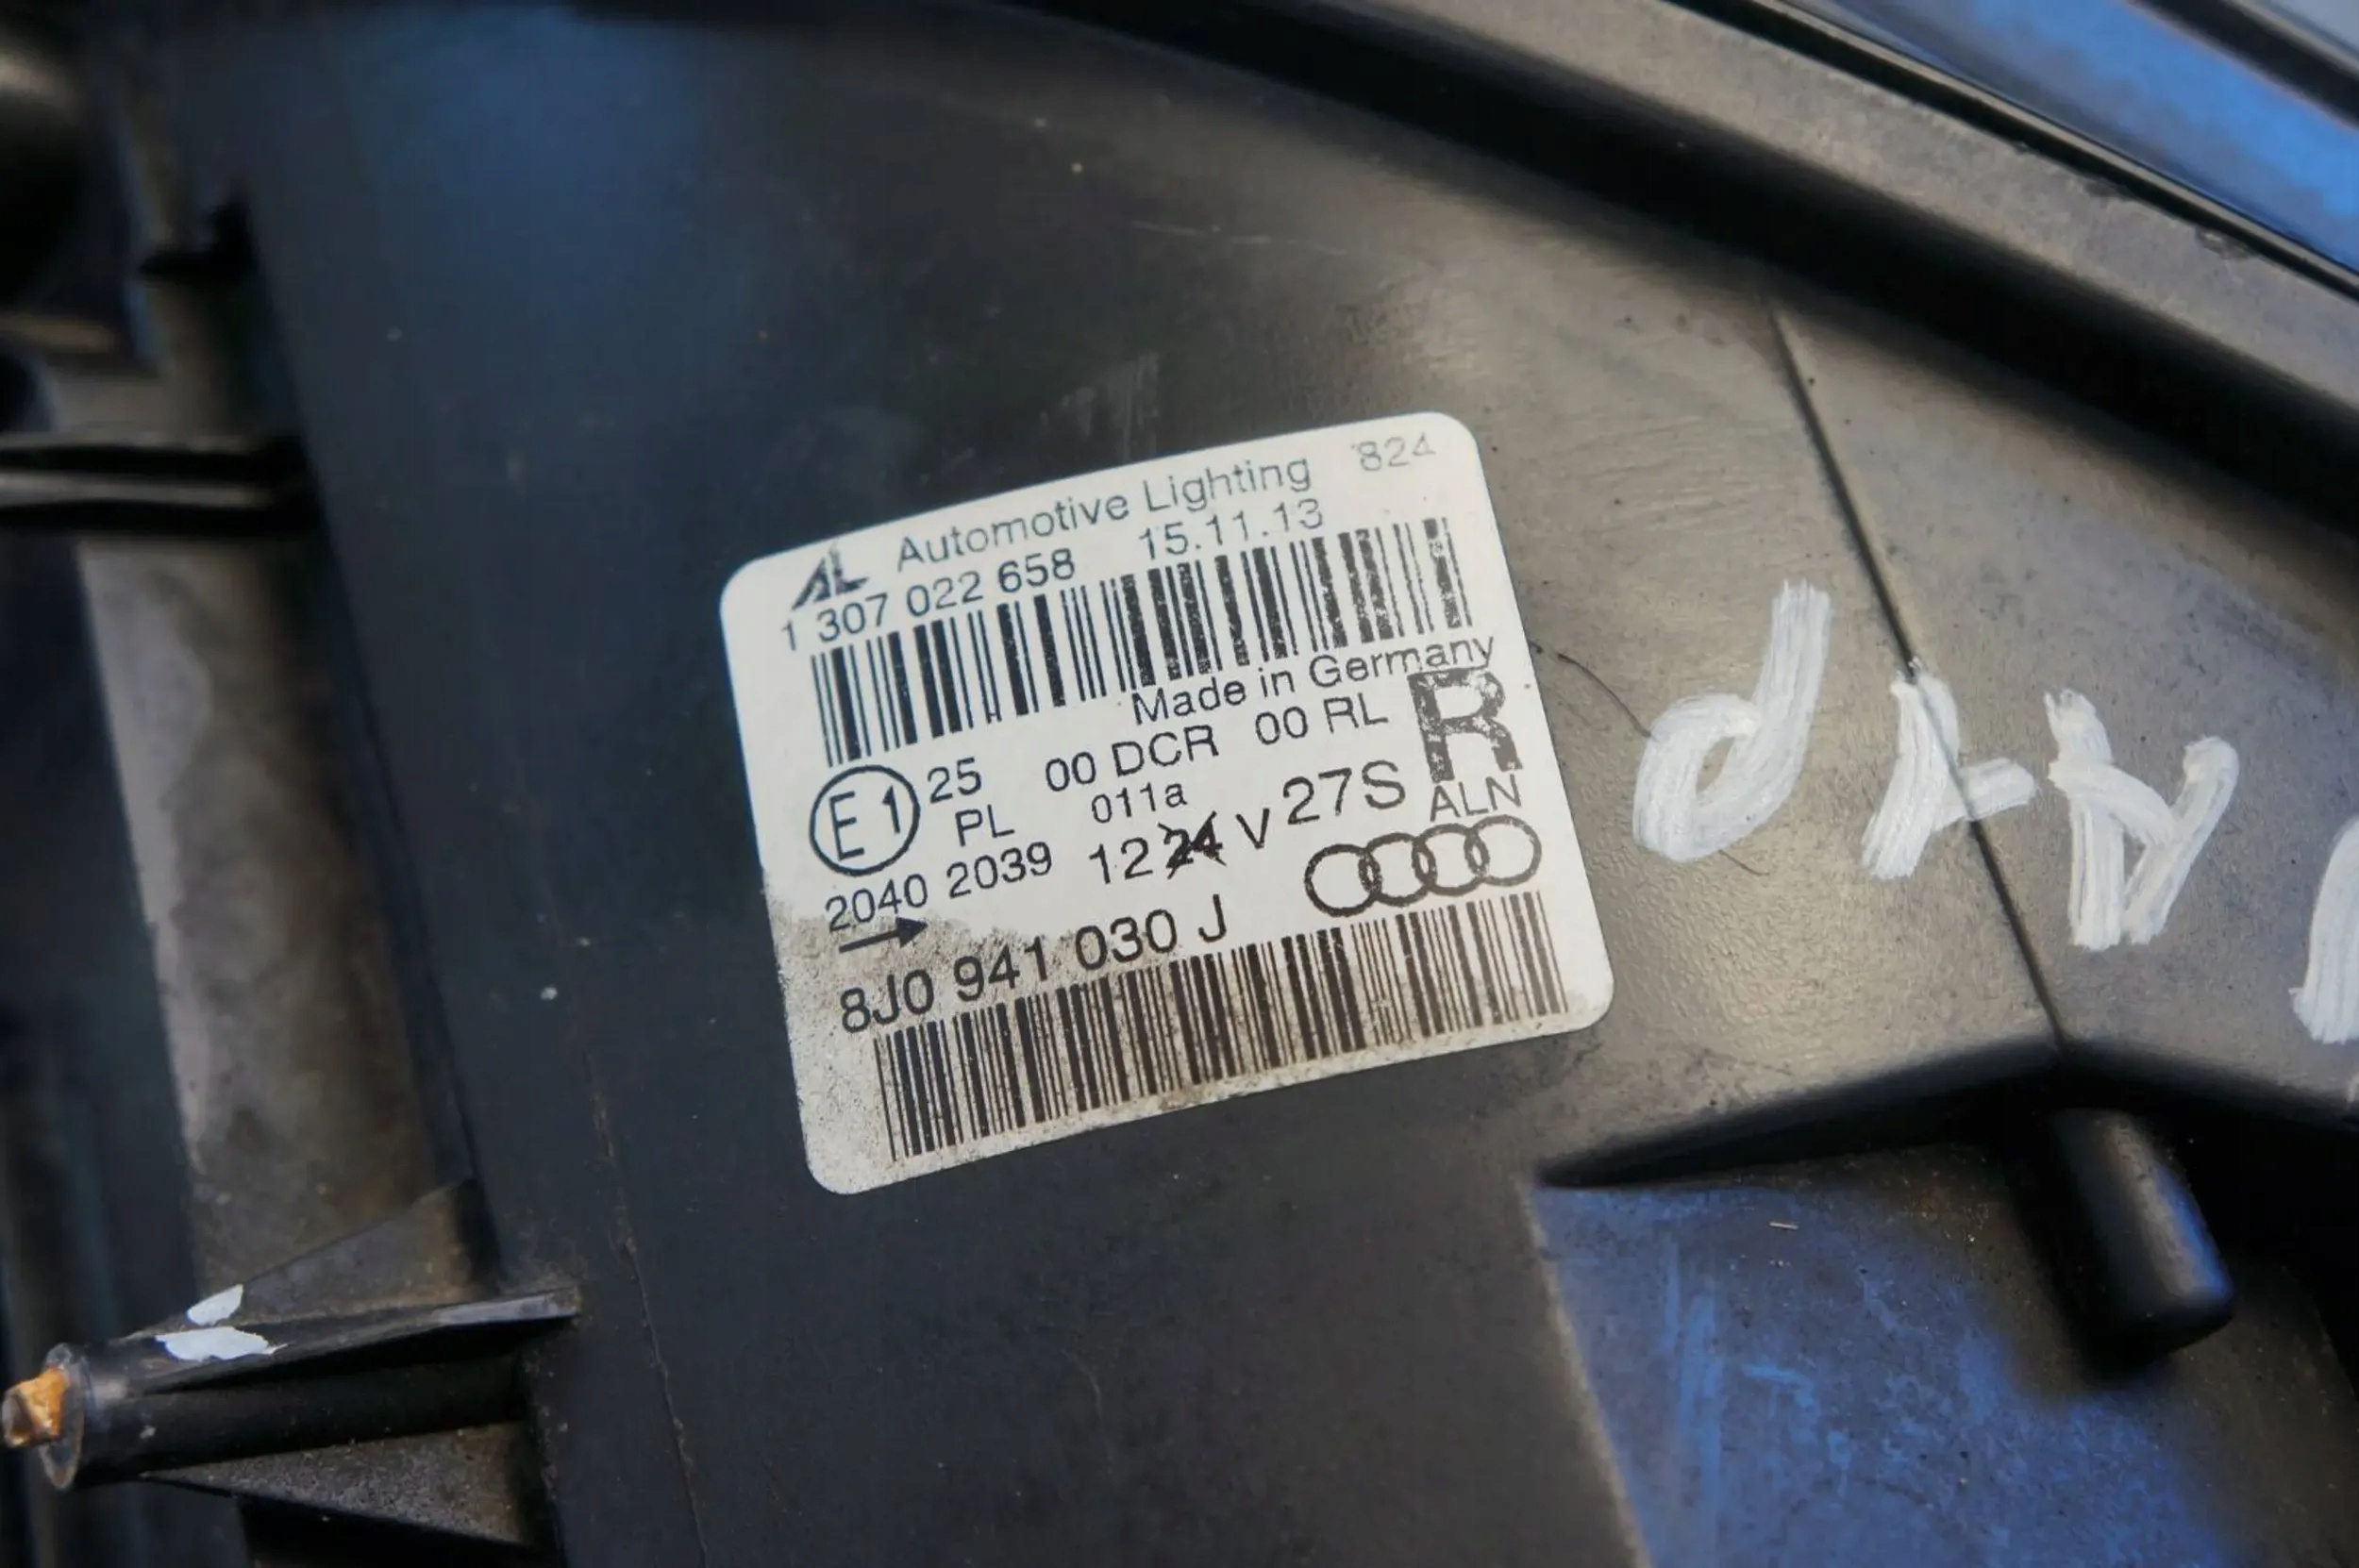 AL Automotive Lighting 824
1 307 022 658 15.11.13
Made in Germany
E1 25 00 DCR 00 RL R
PL 011a ALN
2040 2039 12 24 V 27S
8J0 941 030 J